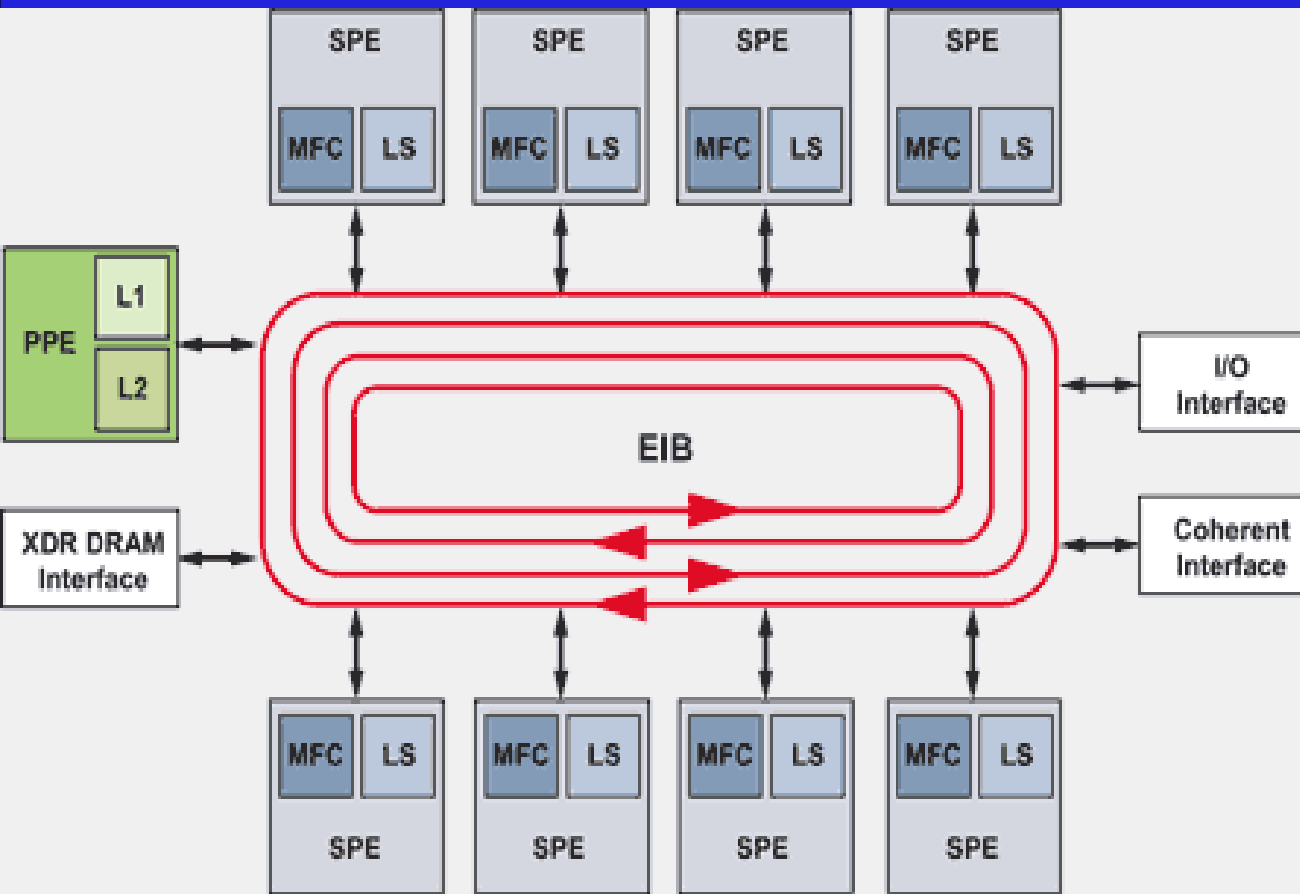 SPE
SPE
SPE
SPE
MFC LS
MFC LS
MFC LS
MFC LS
PPE
L1
L2
I/O
Interface
EIB
XDR DRAM
Interface
Coherent
Interface
MFC LS
MFC LS
MFC LS
MFC LS
SPE
SPE
SPE
SPE